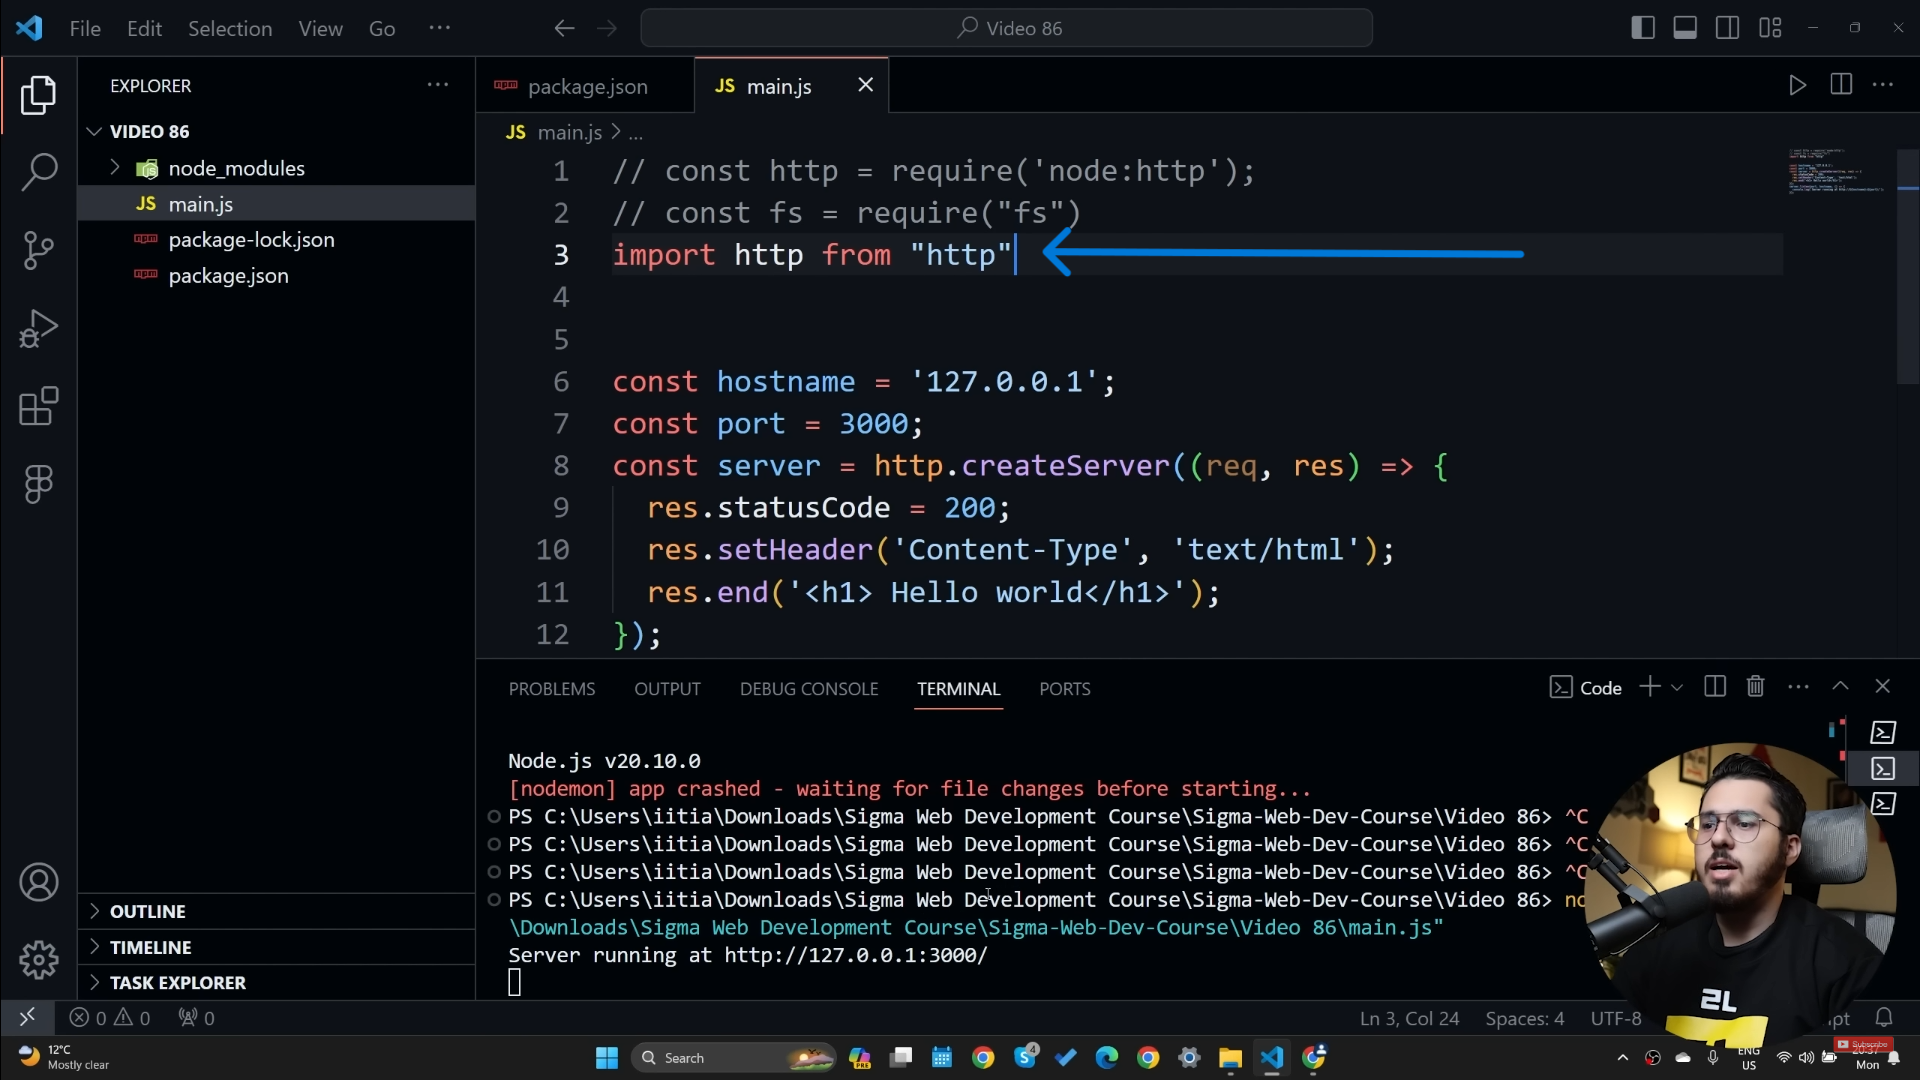 File Edit Selection View Go ··· Video 86
EXPLORER
VIDEO 86
node_modules
JS main.js
package-lock.json
package.json
OUTLINE
TIMELINE
TASK EXPLORER
package.json JS main.js
JS main.js > ...
1 // const http = require('node:http');
2 // const fs = require("fs")
3 import http from "http"
4
5
6 const hostname = '127.0.0.1';
7 const port = 3000;
8 const server = http.createServer((req, res) => {
9 res.statusCode = 200;
10 res.setHeader('Content-Type', 'text/html');
11 res.end('<h1> Hello world</h1>');
12 });
PROBLEMS OUTPUT DEBUG CONSOLE TERMINAL PORTS Code
Node.js v20.10.0
[nodemon] app crashed - waiting for file changes before starting...
PS C:\Users\iitia\Downloads\Sigma Web Development Course\Sigma-Web-Dev-Course\Video 86> ^C
PS C:\Users\iitia\Downloads\Sigma Web Development Course\Sigma-Web-Dev-Course\Video 86> ^C
PS C:\Users\iitia\Downloads\Sigma Web Development Course\Sigma-Web-Dev-Course\Video 86> ^C
PS C:\Users\iitia\Downloads\Sigma Web Development Course\Sigma-Web-Dev-Course\Video 86> no
\Downloads\Sigma Web Development Course\Sigma-Web-Dev-Course\Video 86\main.js"
Server running at http://127.0.0.1:3000/
0 0 0 Ln 3, Col 24 Spaces: 4 UTF-8 ipt
12°C
Mostly clear
Search
PRE
4
ENG
US
Mon
Subscribe